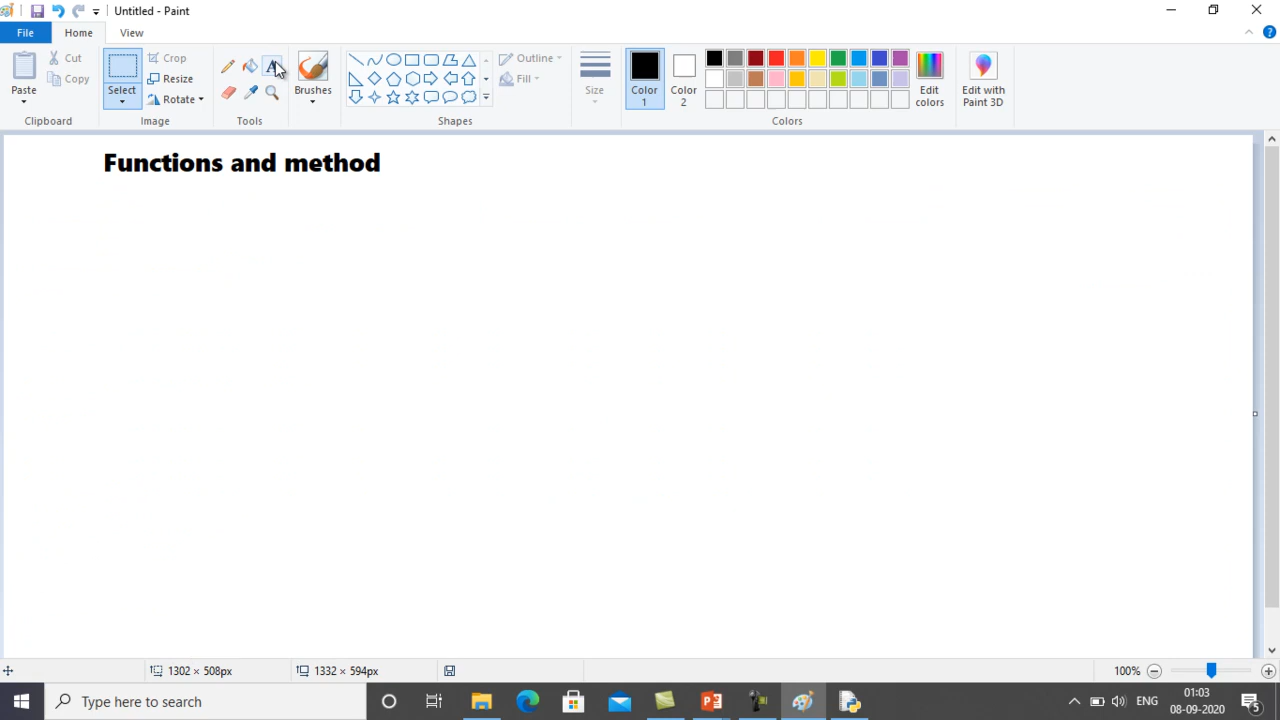 Untitled - Paint
File Home View
Paste
Cut
Copy
Clipboard
Select
Crop
Resize
Rotate
Image
A
Tools
Brushes
Shapes
Outline
Fill
Size
Color 1
Color 2
Colors
Edit colors
Edit with Paint 3D
Functions and method
1302 × 508px
1332 × 594px
100%
Type here to search
ENG
01:03
08-09-2020
5